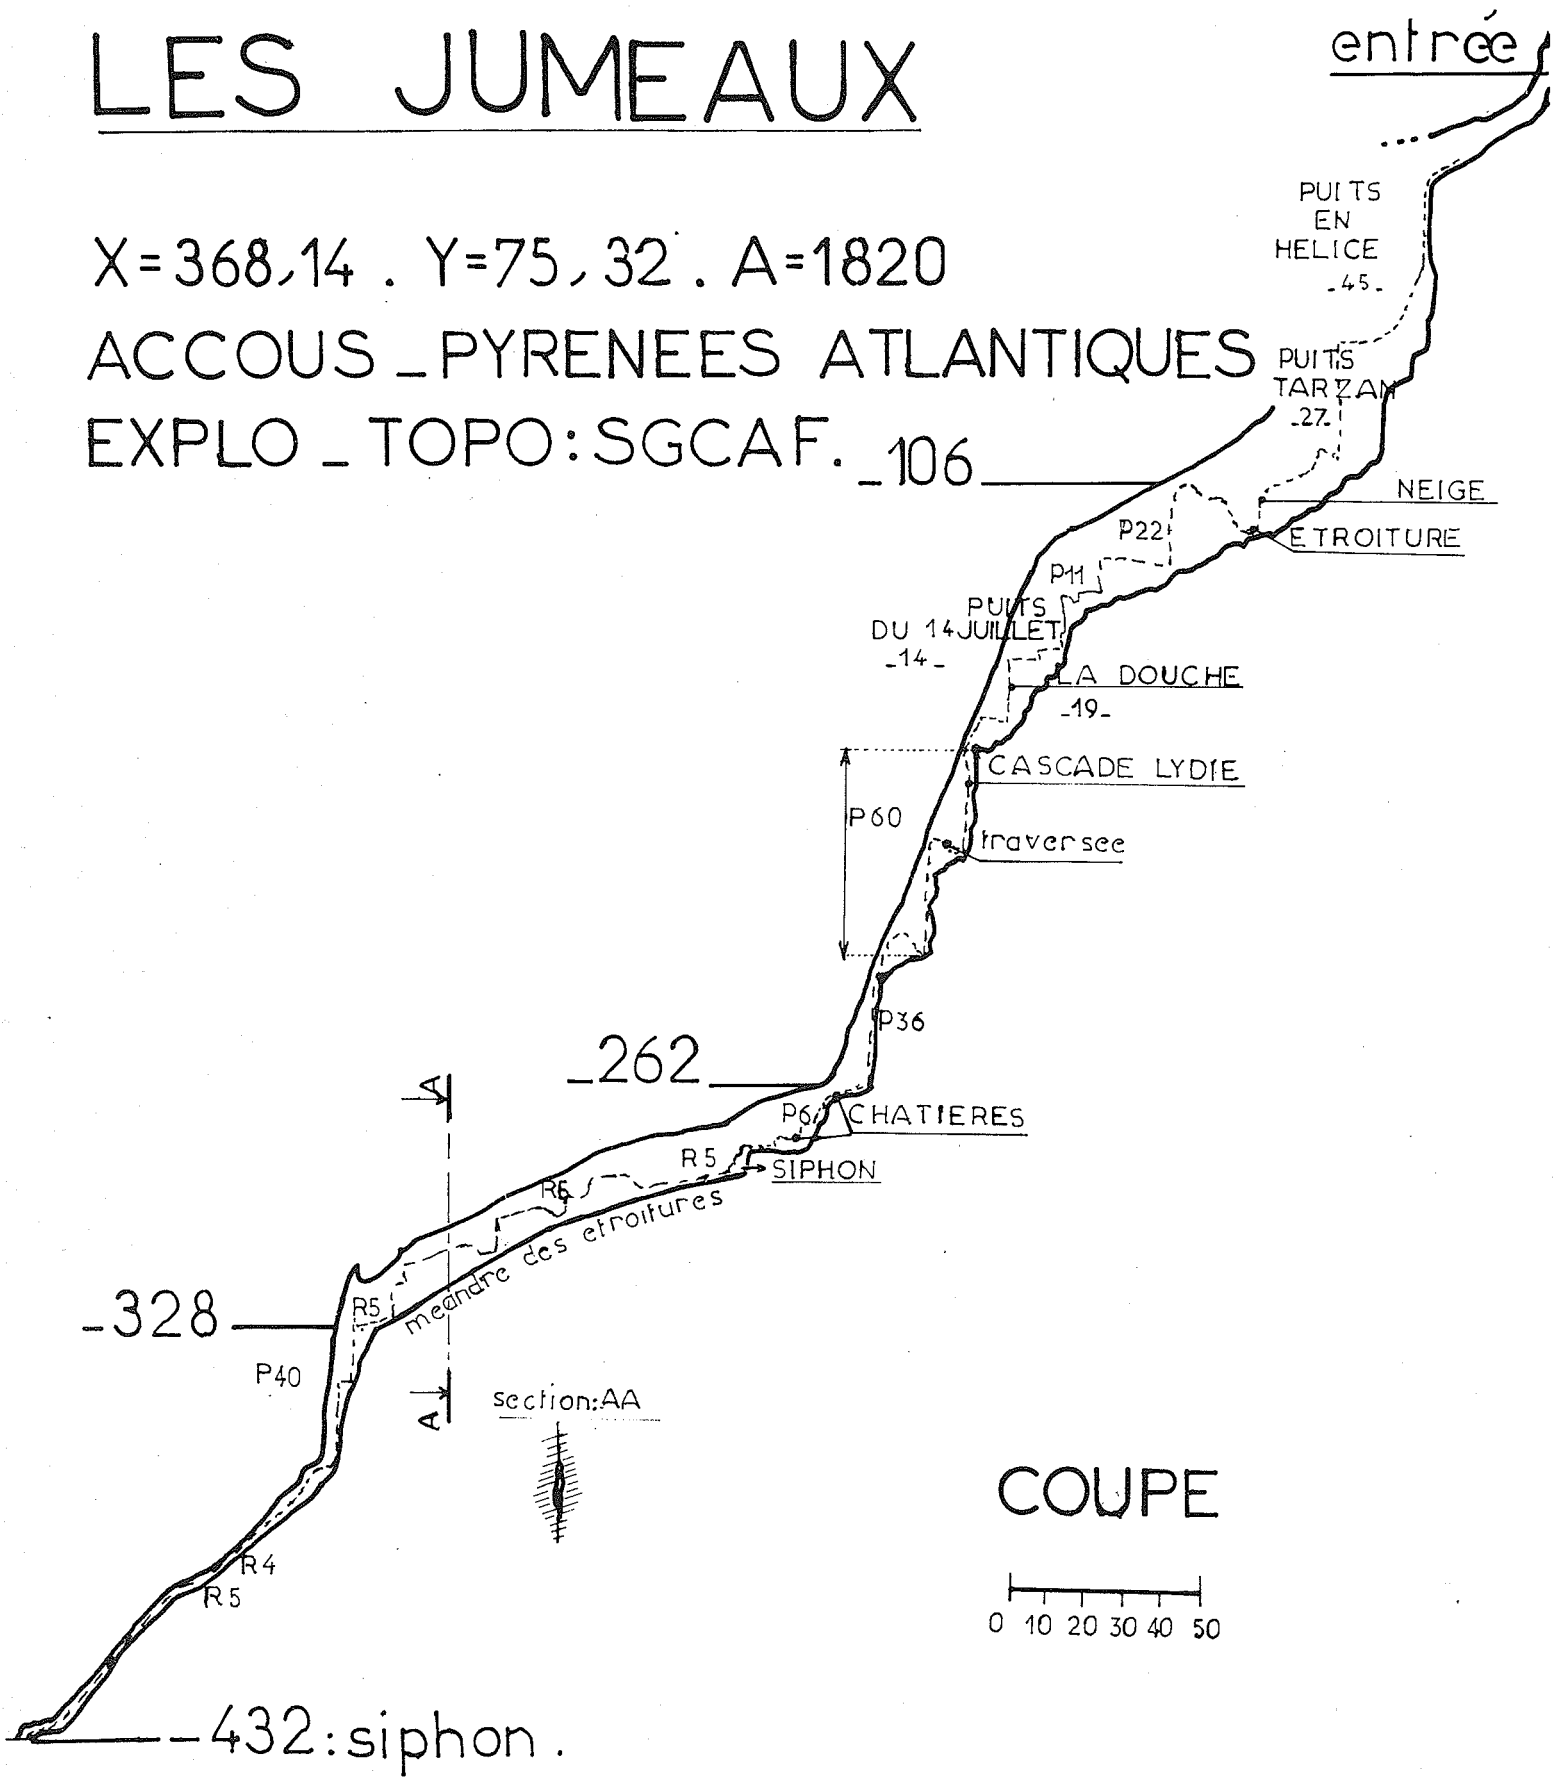 LES JUMEAUX
entrée
X=368,14 . Y=75,32 . A=1820
ACCOUS _ PYRENEES ATLANTIQUES
EXPLO _ TOPO : SGCAF.
PUITS
EN
HELICE
_45_
PUITS
TARZAN
_27_
_106
NEIGE
ETROITURE
P22
P11
PUITS
DU 14 JUILLET
_14_
LA DOUCHE
_19_
CASCADE LYDIE
P60
traversee
P36
_262
A
P6
CHATIERES
R5
SIPHON
R5
meandre des etroitures
_328
R5
P40
A
section:AA
COUPE
R4
R5
0 10 20 30 40 50
_432:siphon.